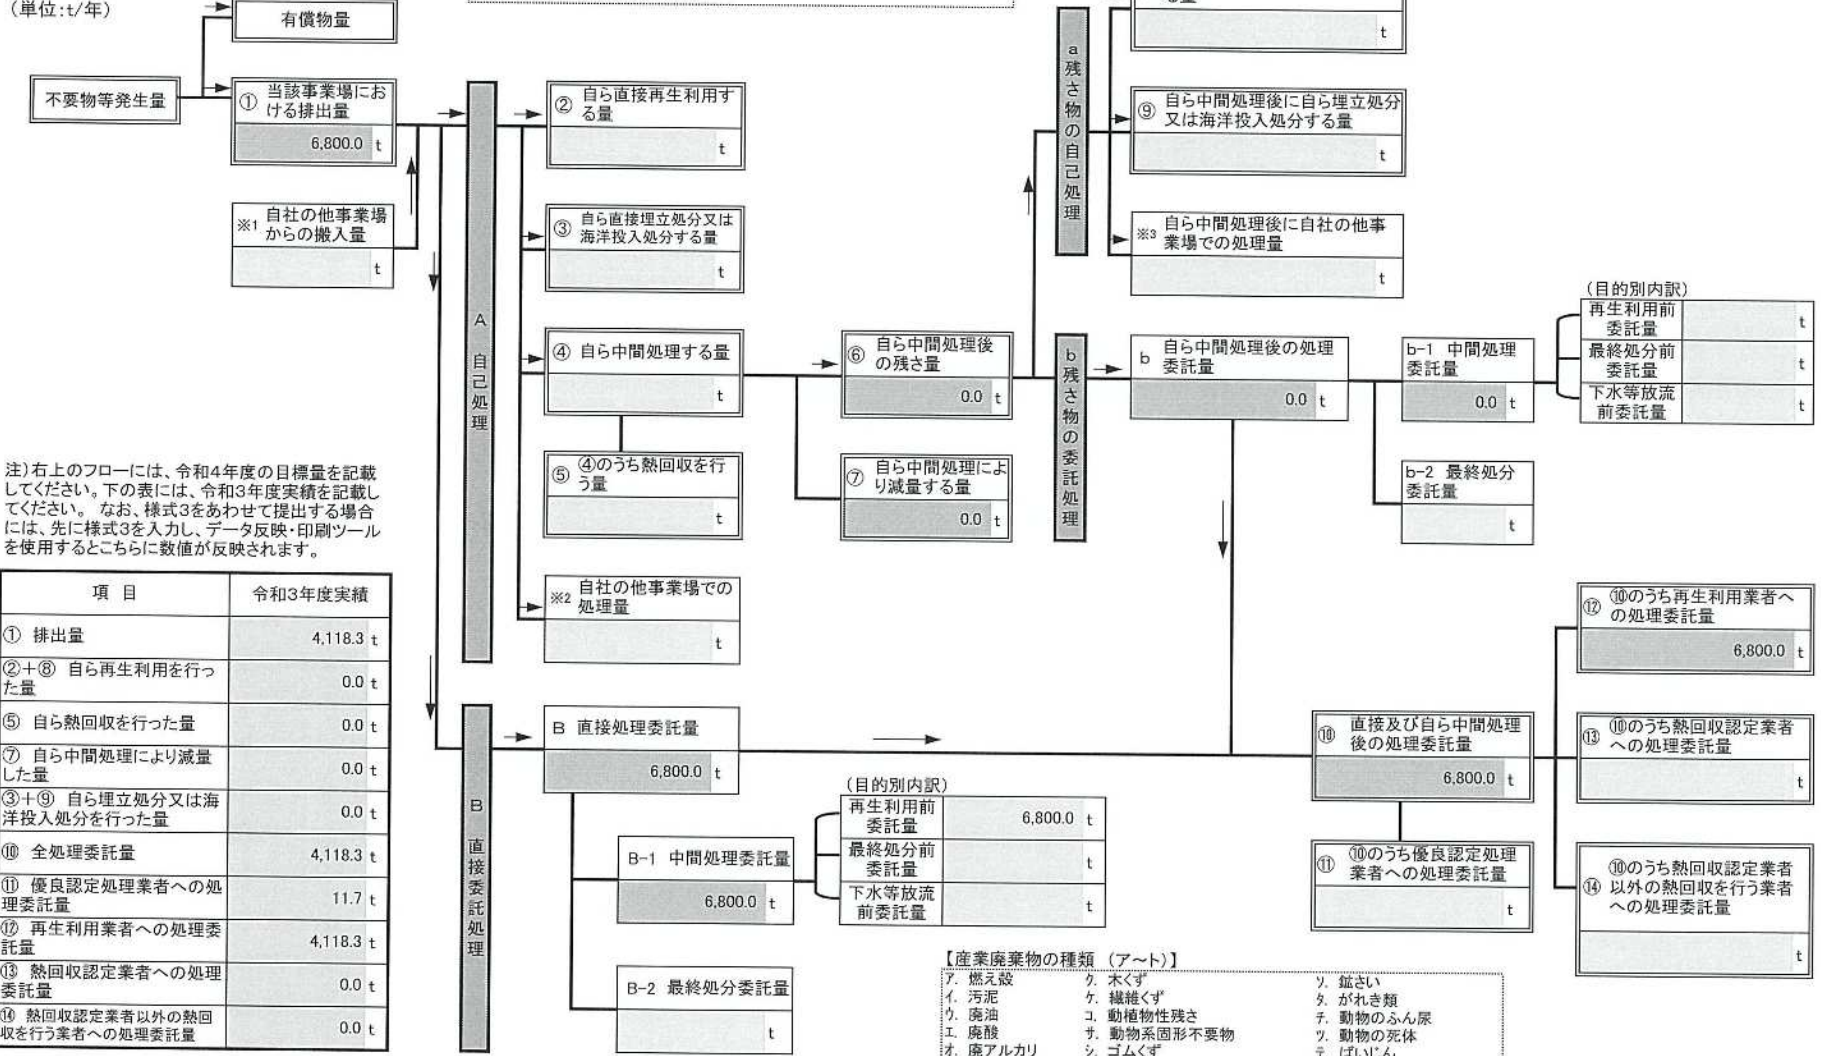 (単位:t/年)
有償物量
不要物等発生量
① 当該事業場にお
ける排出量
6,800.0 t
※1 自社の他事業場
からの搬入量
t
A 自己処理
② 自ら直接再生利用す
る量
t
③ 自ら直接埋立処分又は
海洋投入処分する量
t
④ 自ら中間処理する量
t
⑤ ④のうち熱回収を行
う量
t
※2 自社の他事業場での
処理量
t
⑥ 自ら中間処理後
の残さ量
0.0 t
⑦ 自ら中間処理によ
り減量する量
0.0 t
a 残さ物の自己処理
t
⑨ 自ら中間処理後に自ら埋立処分
又は海洋投入処分する量
t
※3 自ら中間処理後に自社の他事
業場での処理量
t
b 残さ物の委託処理
b 自ら中間処理後の処理
委託量
0.0 t
b-1 中間処理
委託量
0.0 t
(目的別内訳)
再生利用前
委託量 t
最終処分前
委託量 t
下水等放流
前委託量 t
b-2 最終処分
委託量
t
注)右上のフローには、令和4年度の目標量を記載
してください。下の表には、令和3年度実績を記載し
てください。 なお、様式3をあわせて提出する場合
には、先に様式3を入力し、データ反映・印刷ツール
を使用するとこちらに数値が反映されます。
項 目 令和3年度実績
① 排出量 4,118.3 t
②+⑧ 自ら再生利用を行っ
た量 0.0 t
⑤ 自ら熱回収を行った量 0.0 t
⑦ 自ら中間処理により減量
した量 0.0 t
③+⑨ 自ら埋立処分又は海
洋投入処分を行った量 0.0 t
⑩ 全処理委託量 4,118.3 t
⑪ 優良認定処理業者への処
理委託量 11.7 t
⑫ 再生利用業者への処理委
託量 4,118.3 t
⑬ 熱回収認定業者への処理
委託量 0.0 t
⑭ 熱回収認定業者以外の熱回
収を行う業者への処理委託量 0.0 t
B 直接委託処理
B 直接処理委託量
6,800.0 t
B-1 中間処理委託量
6,800.0 t
(目的別内訳)
再生利用前
委託量 6,800.0 t
最終処分前
委託量 t
下水等放流
前委託量 t
B-2 最終処分委託量
t
⑩ 直接及び自ら中間処理
後の処理委託量
6,800.0 t
⑪ ⑩のうち優良認定処理
業者への処理委託量
t
⑫ ⑩のうち再生利用業者へ
の処理委託量
6,800.0 t
⑬ ⑩のうち熱回収認定業者
への処理委託量
t
⑭ ⑩のうち熱回収認定業者
以外の熱回収を行う業者
への処理委託量
t
【産業廃棄物の種類 (ア~ト)】
ア. 燃え殻 ク. 木くず ソ. 鉱さい
イ. 汚泥 ケ. 繊維くず タ. がれき類
ウ. 廃油 コ. 動植物性残さ チ. 動物のふん尿
エ. 廃酸 サ. 動物系固形不要物 ツ. 動物の死体
オ. 廃アルカリ シ. ゴムくず テ. ばいじん